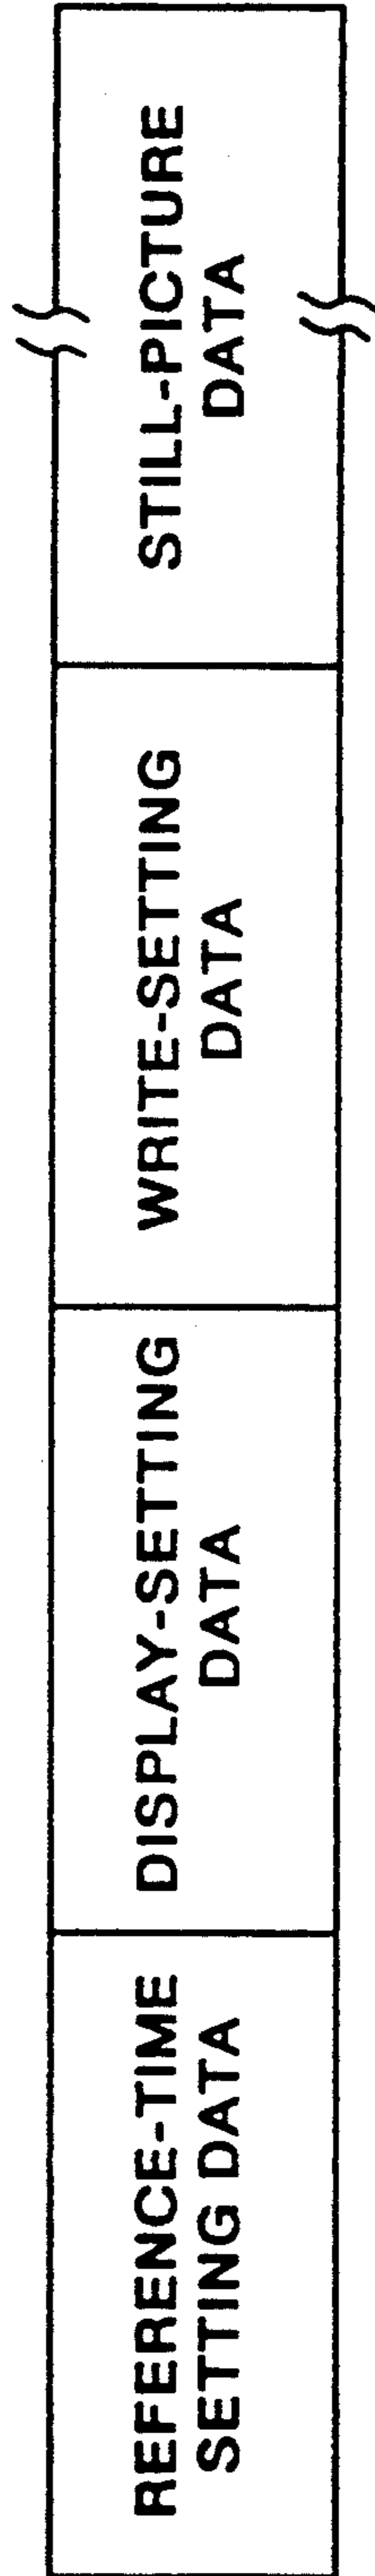 REFERENCE-TIME
SETTING DATA
DISPLAY-SETTING
DATA
WRITE-SETTING
DATA
STILL-PICTURE
DATA